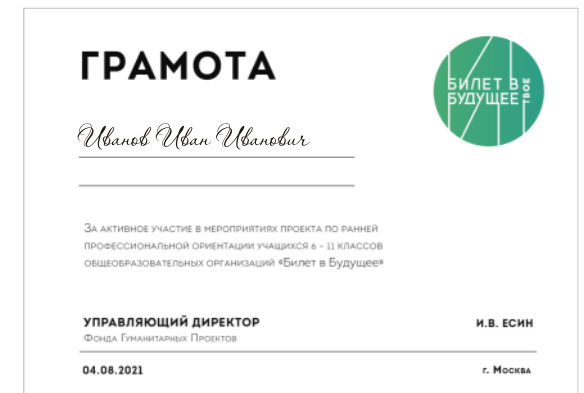 ГРАМОТА
БИЛЕТ В
БУДУЩЕЕ
ТВОЕ
Иванов Иван Иванович
За активное участие в мероприятиях проекта по ранней
профессиональной ориентации учащихся 6 - 11 классов
общеобразовательных организаций «Билет в Будущее»
УПРАВЛЯЮЩИЙ ДИРЕКТОР
И.В. ЕСИН
Фонда Гуманитарных Проектов
04.08.2021
г. Москва